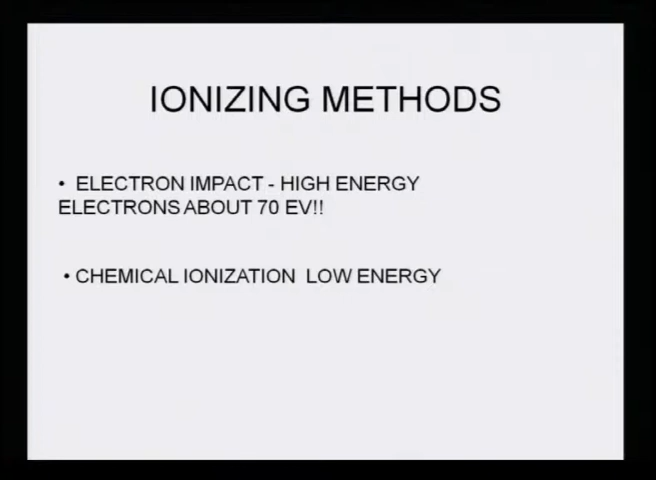 IONIZING METHODS
• ELECTRON IMPACT - HIGH ENERGY
ELECTRONS ABOUT 70 EV!!
• CHEMICAL IONIZATION LOW ENERGY